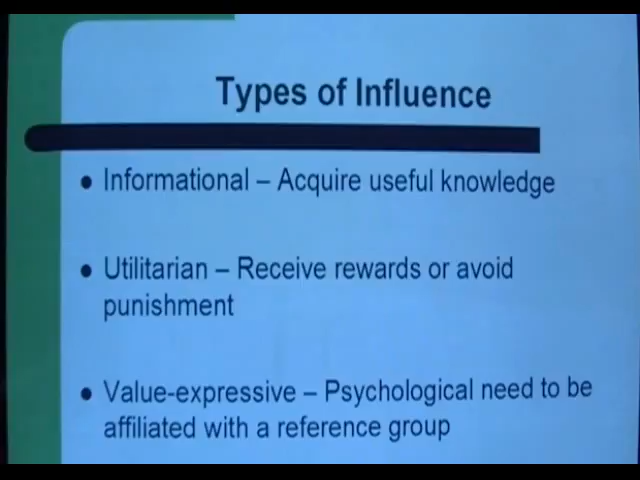 Types of Influence
● Informational – Acquire useful knowledge
● Utilitarian – Receive rewards or avoid
punishment
● Value-expressive – Psychological need to be
affiliated with a reference group